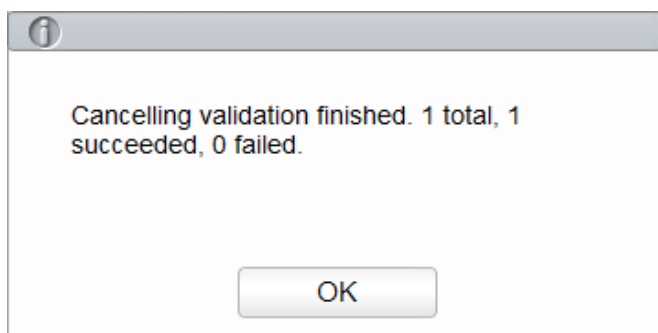 Cancelling validation finished. 1 total, 1
succeeded, 0 failed.
OK